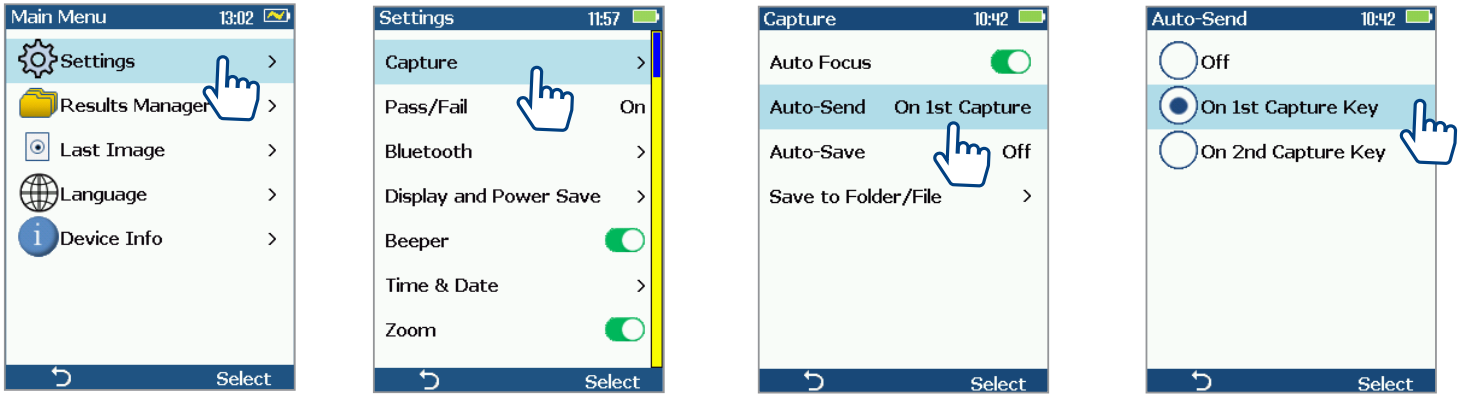 Main Menu 13:02
Settings >
Results Manager >
Last Image >
Language >
i Device Info >
Select
Settings 11:57
Capture >
Pass/Fail On
Bluetooth >
Display and Power Save >
Beeper
Time & Date >
Zoom
Select
Capture 10:42
Auto Focus
Auto-Send On 1st Capture
Auto-Save Off
Save to Folder/File >
Select
Auto-Send 10:42
Off
On 1st Capture Key
On 2nd Capture Key
Select